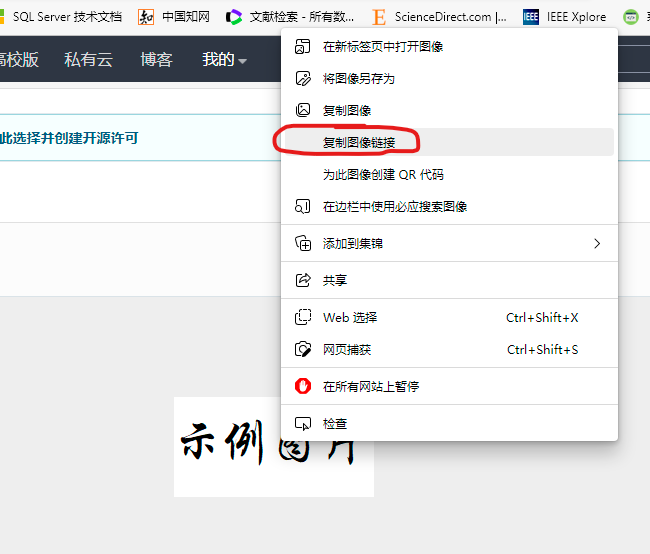 SQL Server 技术文档 中国知网 文献检索 - 所有数... ScienceDirect.com |... IEEE IEEE Xplore
高校版 私有云 博客 我的
此选择并创建开源许可
在新标签页中打开图像
将图像另存为
复制图像
复制图像链接
为此图像创建 QR 代码
在边栏中使用必应搜索图像
添加到集锦
共享
Web 选择 Ctrl+Shift+X
网页捕获 Ctrl+Shift+S
在所有网站上暂停
检查
示例图片